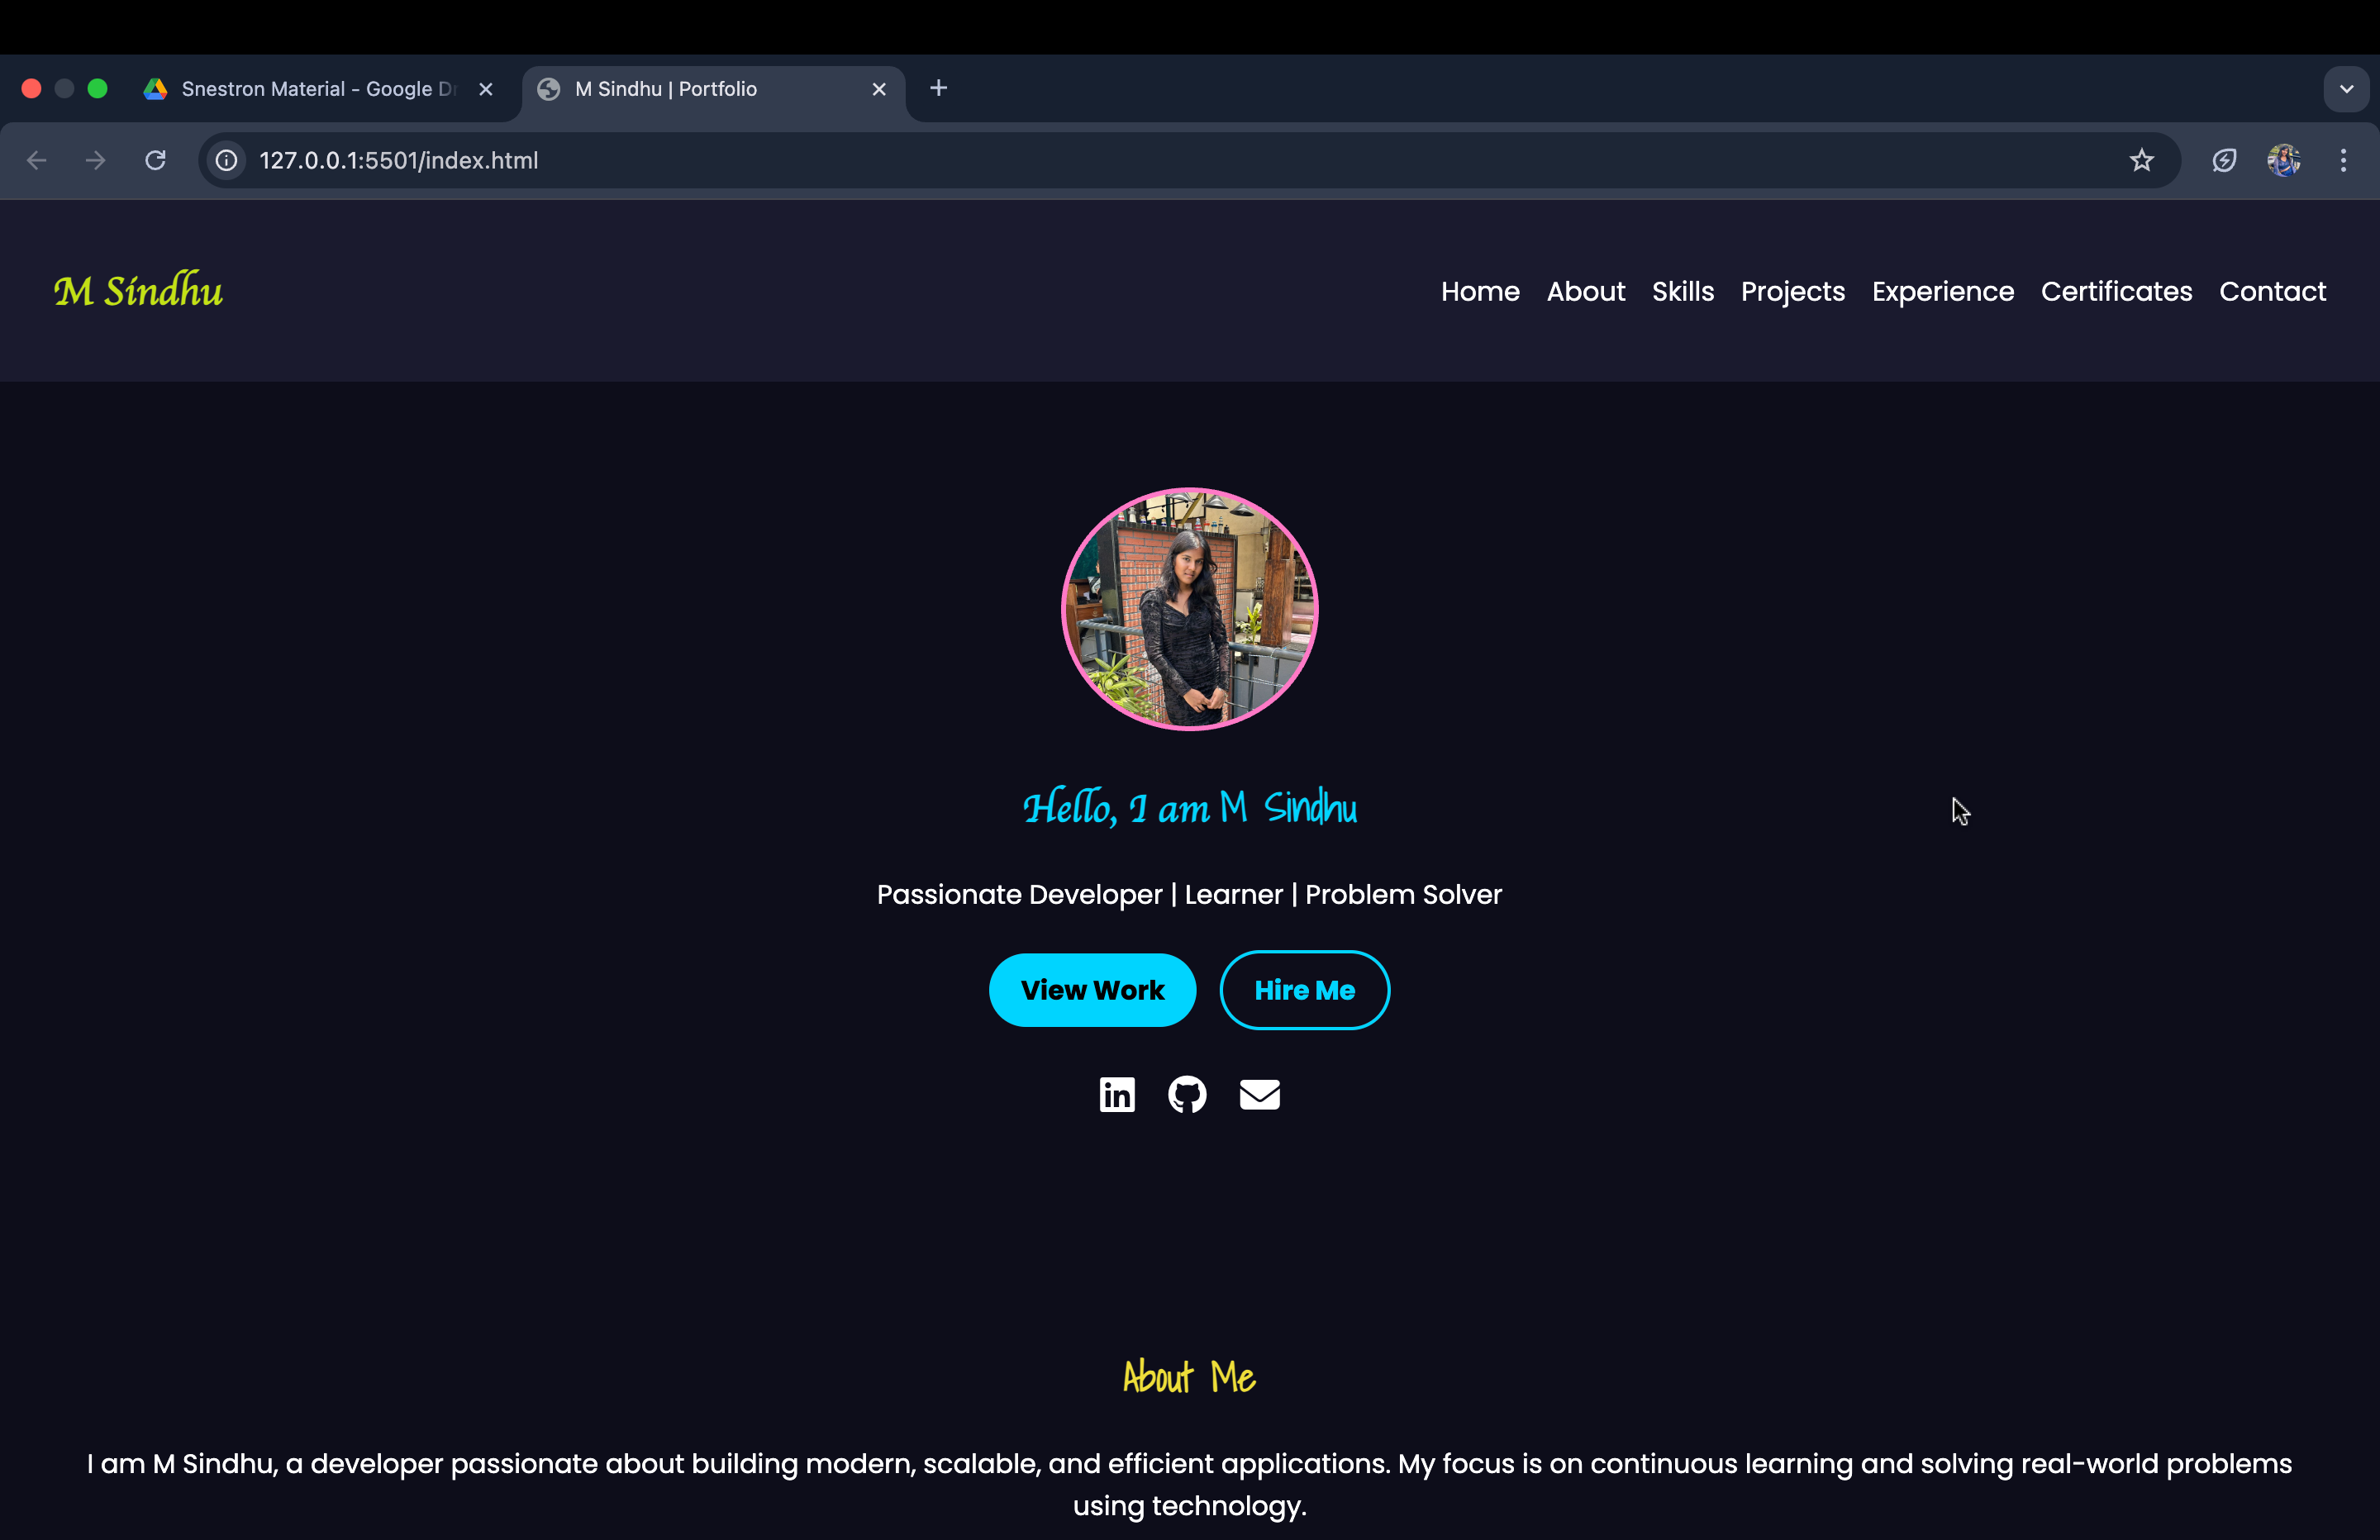 Snestron Material - Google Dr
M Sindhu | Portfolio
127.0.0.1:5501/index.html
M Sindhu
Home About Skills Projects Experience Certificates Contact
Hello, I am M Sindhu
Passionate Developer | Learner | Problem Solver
View Work
Hire Me
in
About Me
I am M Sindhu, a developer passionate about building modern, scalable, and efficient applications. My focus is on continuous learning and solving real-world problems
using technology.